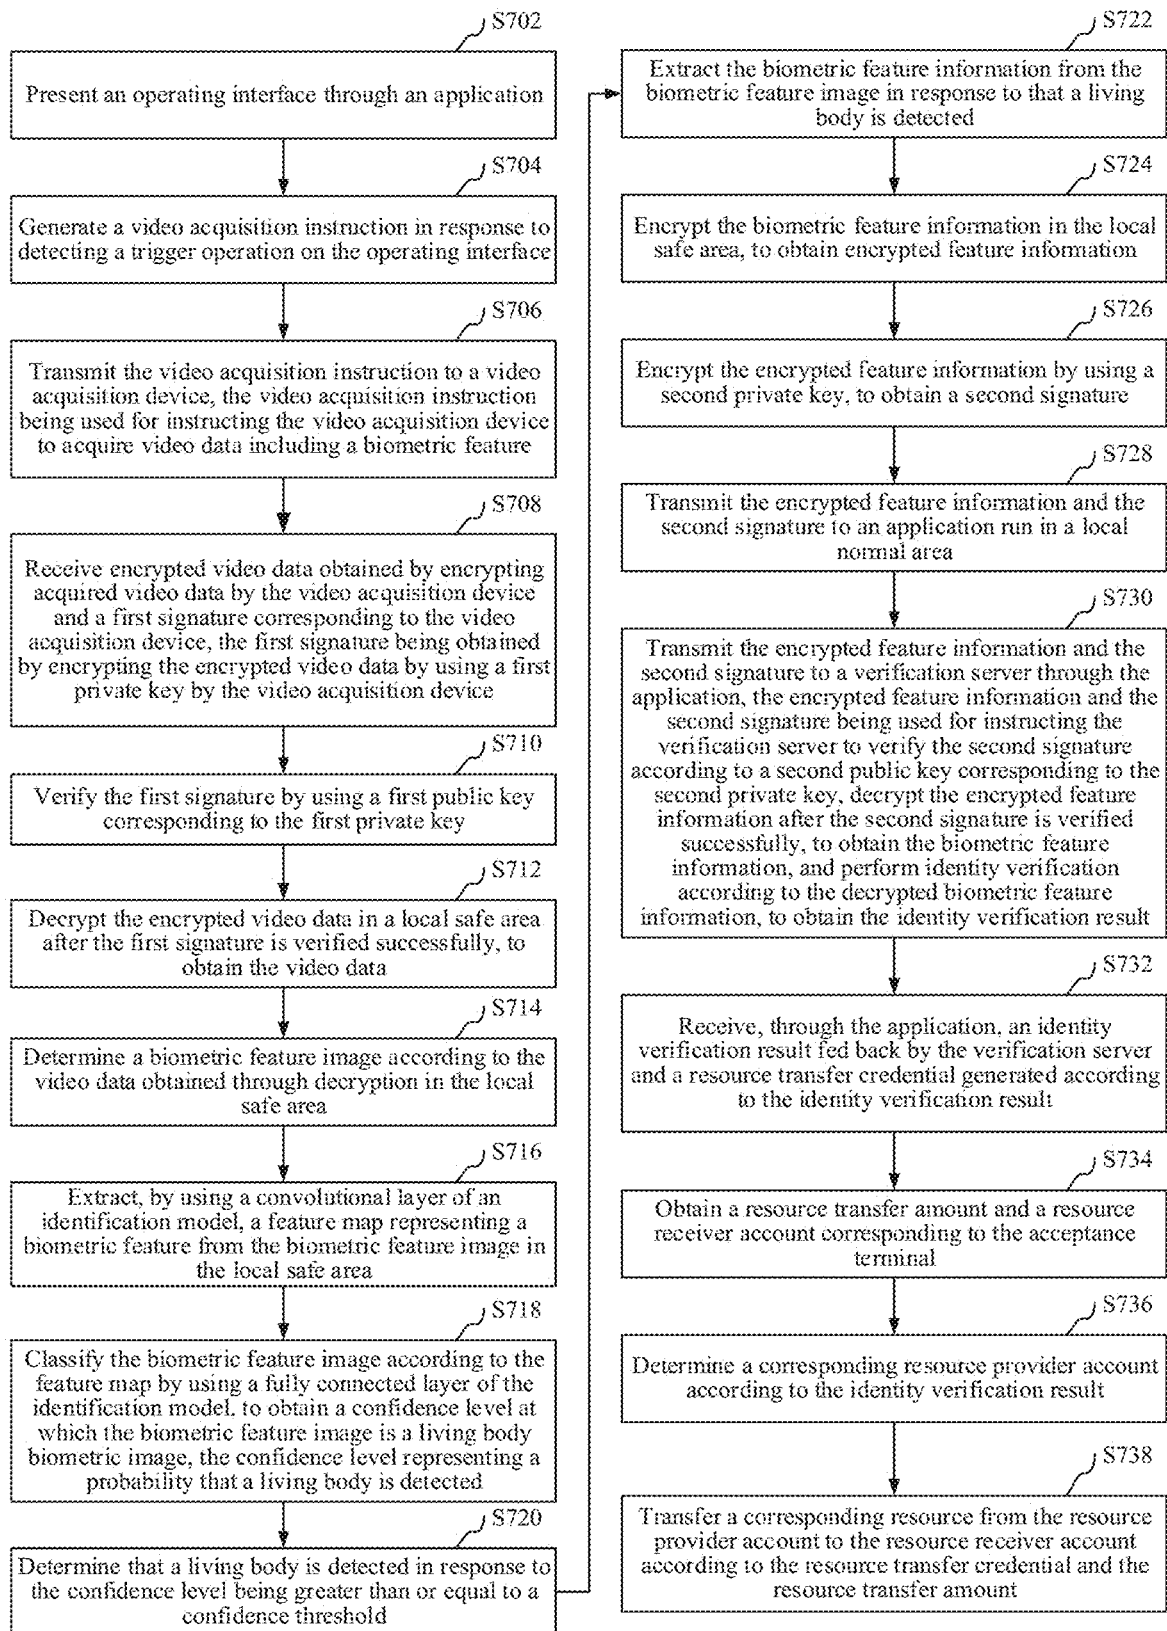 S702
Present an operating interface through an application
S704
Generate a video acquisition instruction in response to
detecting a trigger operation on the operating interface
S706
Transmit the video acquisition instruction to a video
acquisition device, the video acquisition instruction
being used for instructing the video acquisition device
to acquire video data including a biometric feature
S708
Receive encrypted video data obtained by encrypting
acquired video data by the video acquisition device
and a first signature corresponding to the video
acquisition device, the first signature being obtained
by encrypting the encrypted video data by using a first
private key by the video acquisition device
S710
Verify the first signature by using a first public key
corresponding to the first private key
S712
Decrypt the encrypted video data in a local safe area
after the first signature is verified successfully, to
obtain the video data
S714
Determine a biometric feature image according to the
video data obtained through decryption in the local
safe area
S716
Extract, by using a convolutional layer of an
identification model, a feature map representing a
biometric feature from the biometric feature image in
the local safe area
S718
Classify the biometric feature image according to the
feature map by using a fully connected layer of the
identification model, to obtain a confidence level at
which the biometric feature image is a living body
biometric image, the confidence level representing a
probability that a living body is detected
S720
Determine that a living body is detected in response to
the confidence level being greater than or equal to a
confidence threshold
S722
Extract the biometric feature information from the
biometric feature image in response to that a living
body is detected
S724
Encrypt the biometric feature information in the local
safe area, to obtain encrypted feature information
S726
Encrypt the encrypted feature information by using a
second private key, to obtain a second signature
S728
Transmit the encrypted feature information and the
second signature to an application run in a local
normal area
S730
Transmit the encrypted feature information and the
second signature to a verification server through the
application, the encrypted feature information and the
second signature being used for instructing the
verification server to verify the second signature
according to a second public key corresponding to the
second private key, decrypt the encrypted feature
information after the second signature is verified
successfully, to obtain the biometric feature
information, and perform identity verification
according to the decrypted biometric feature
information, to obtain the identity verification result
S732
Receive, through the application, an identity
verification result fed back by the verification server
and a resource transfer credential generated according
to the identity verification result
S734
Obtain a resource transfer amount and a resource
receiver account corresponding to the acceptance
terminal
S736
Determine a corresponding resource provider account
according to the identity verification result
S738
Transfer a corresponding resource from the resource
provider account to the resource receiver account
according to the resource transfer credential and the
resource transfer amount